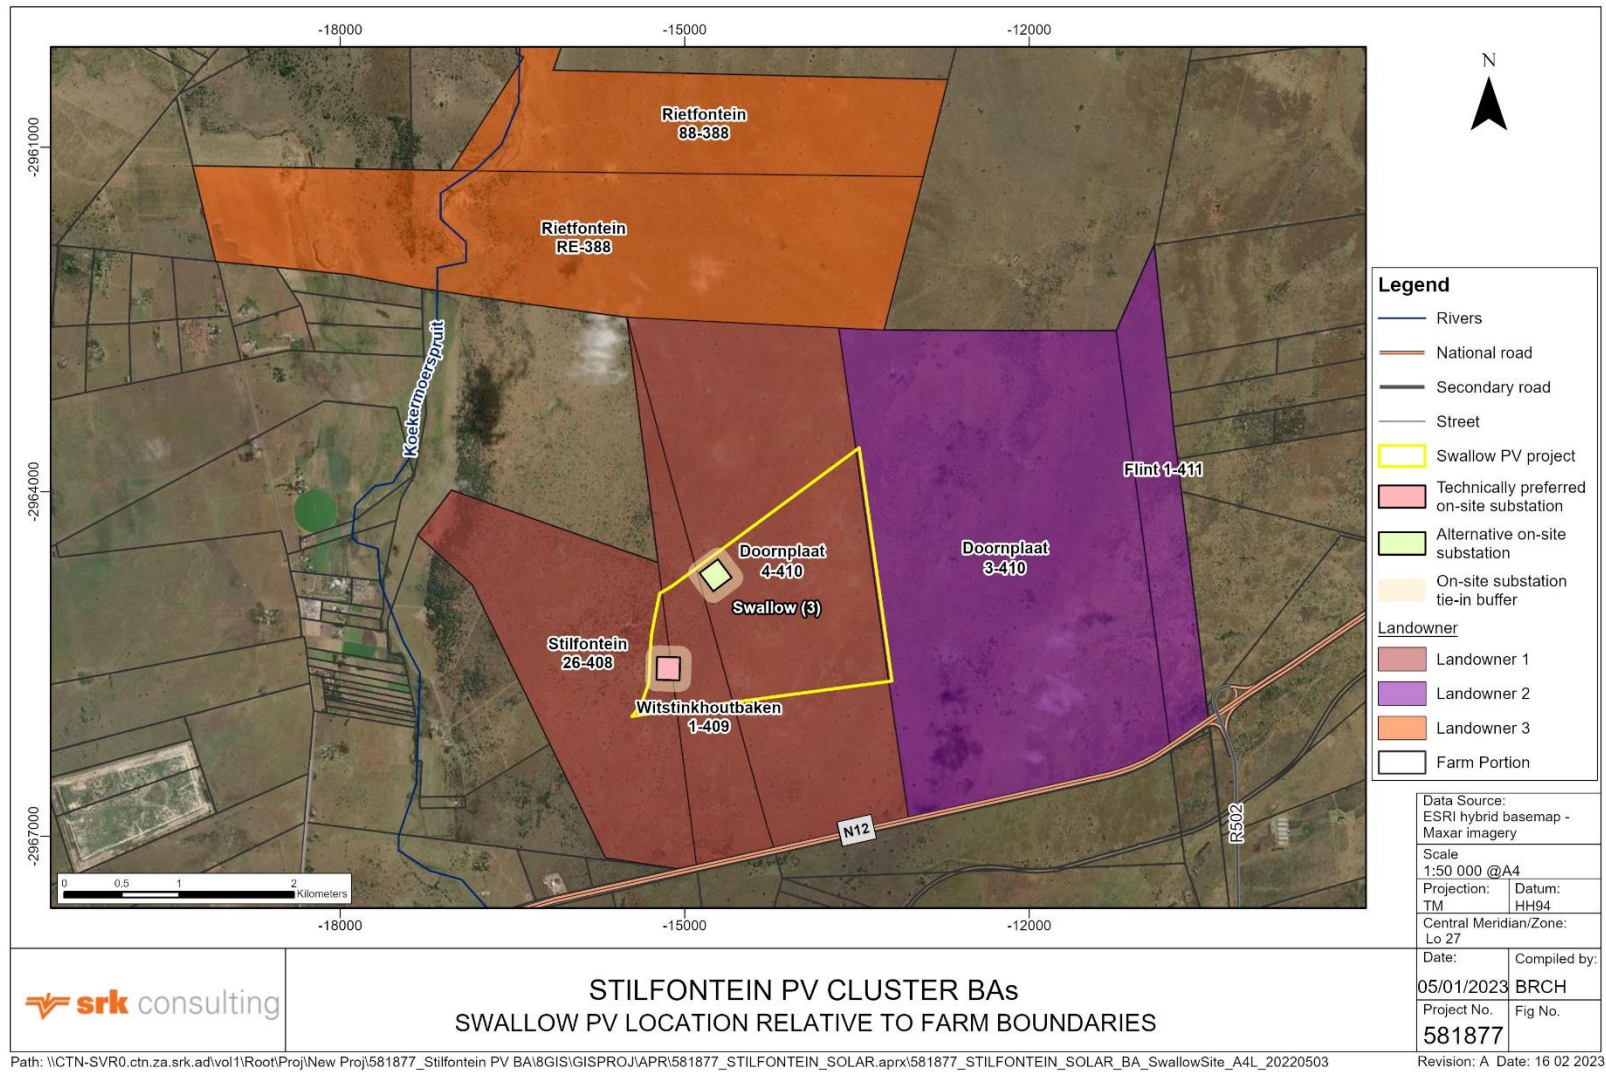 -18000
-15000
-12000
N
-2961000
-2964000
-2967000
Rietfontein
88-388
Rietfontein
RE-388
Koekermoerspruit
Flint 1-411
Doornplaat
4-410
Doornplaat
3-410
Swallow (3)
Stilfontein
26-408
Witstinkhoutbaken
1-409
N12
R502
0 0.5 1 2
Kilometers
-18000
-15000
-12000
Legend
Rivers
National road
Secondary road
Street
Swallow PV project
Technically preferred
on-site substation
Alternative on-site
substation
On-site substation
tie-in buffer
Landowner
Landowner 1
Landowner 2
Landowner 3
Farm Portion
Data Source:
ESRI hybrid basemap -
Maxar imagery
Scale
1:50 000 @A4
Projection:
TM
Datum:
HH94
Central Meridian/Zone:
Lo 27
Date:
05/01/2023
Compiled by:
BRCH
Project No.
581877
Fig No.
srk consulting
STILFONTEIN PV CLUSTER BAs
SWALLOW PV LOCATION RELATIVE TO FARM BOUNDARIES
Path: \\CTN-SVR0.ctn.za.srk.ad\vol1\Root\Proj\New Proj\581877_Stilfontein PV BA\8GIS\GISPROJ\APR\581877_STILFONTEIN_SOLAR.aprx\581877_STILFONTEIN_SOLAR_BA_SwallowSite_A4L_20220503
Revision: A Date: 16 02 2023